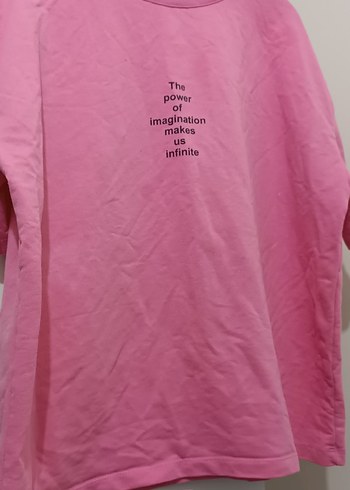 The
power
of
imagination
makes
us
infinite